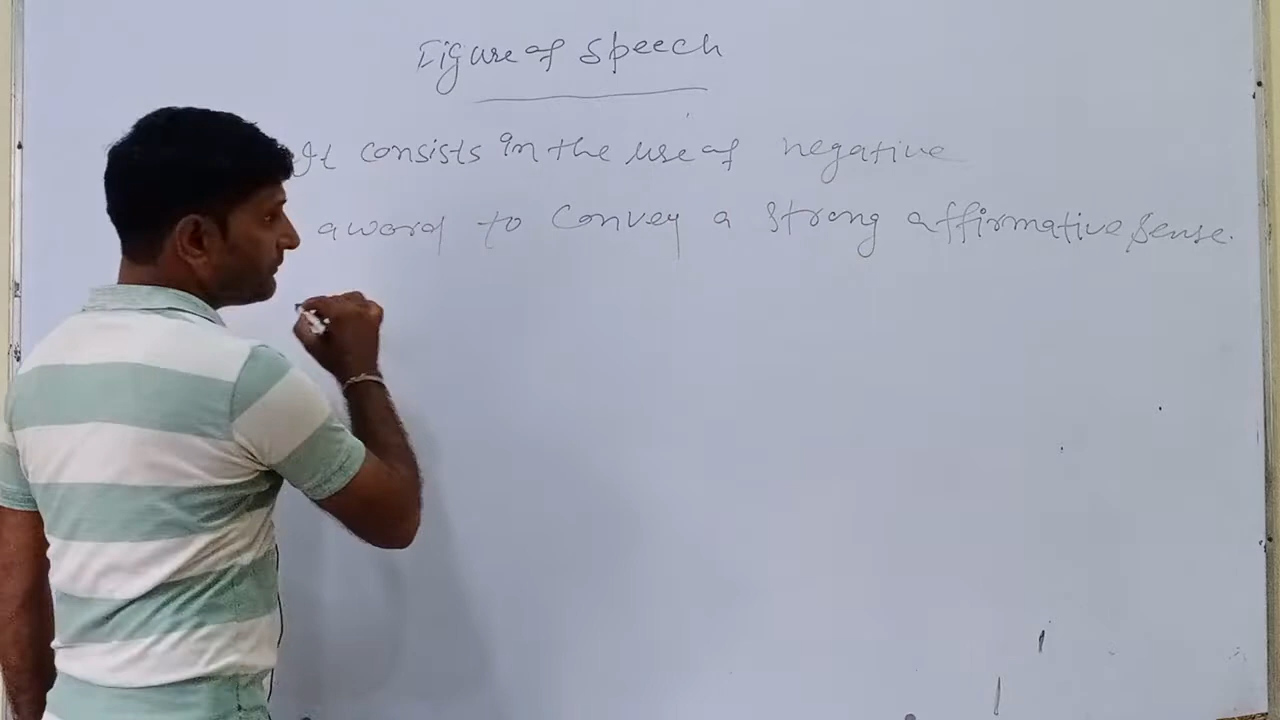 Figure of Speech
It consists in the use of negative
a word to convey a strong affirmative sense.